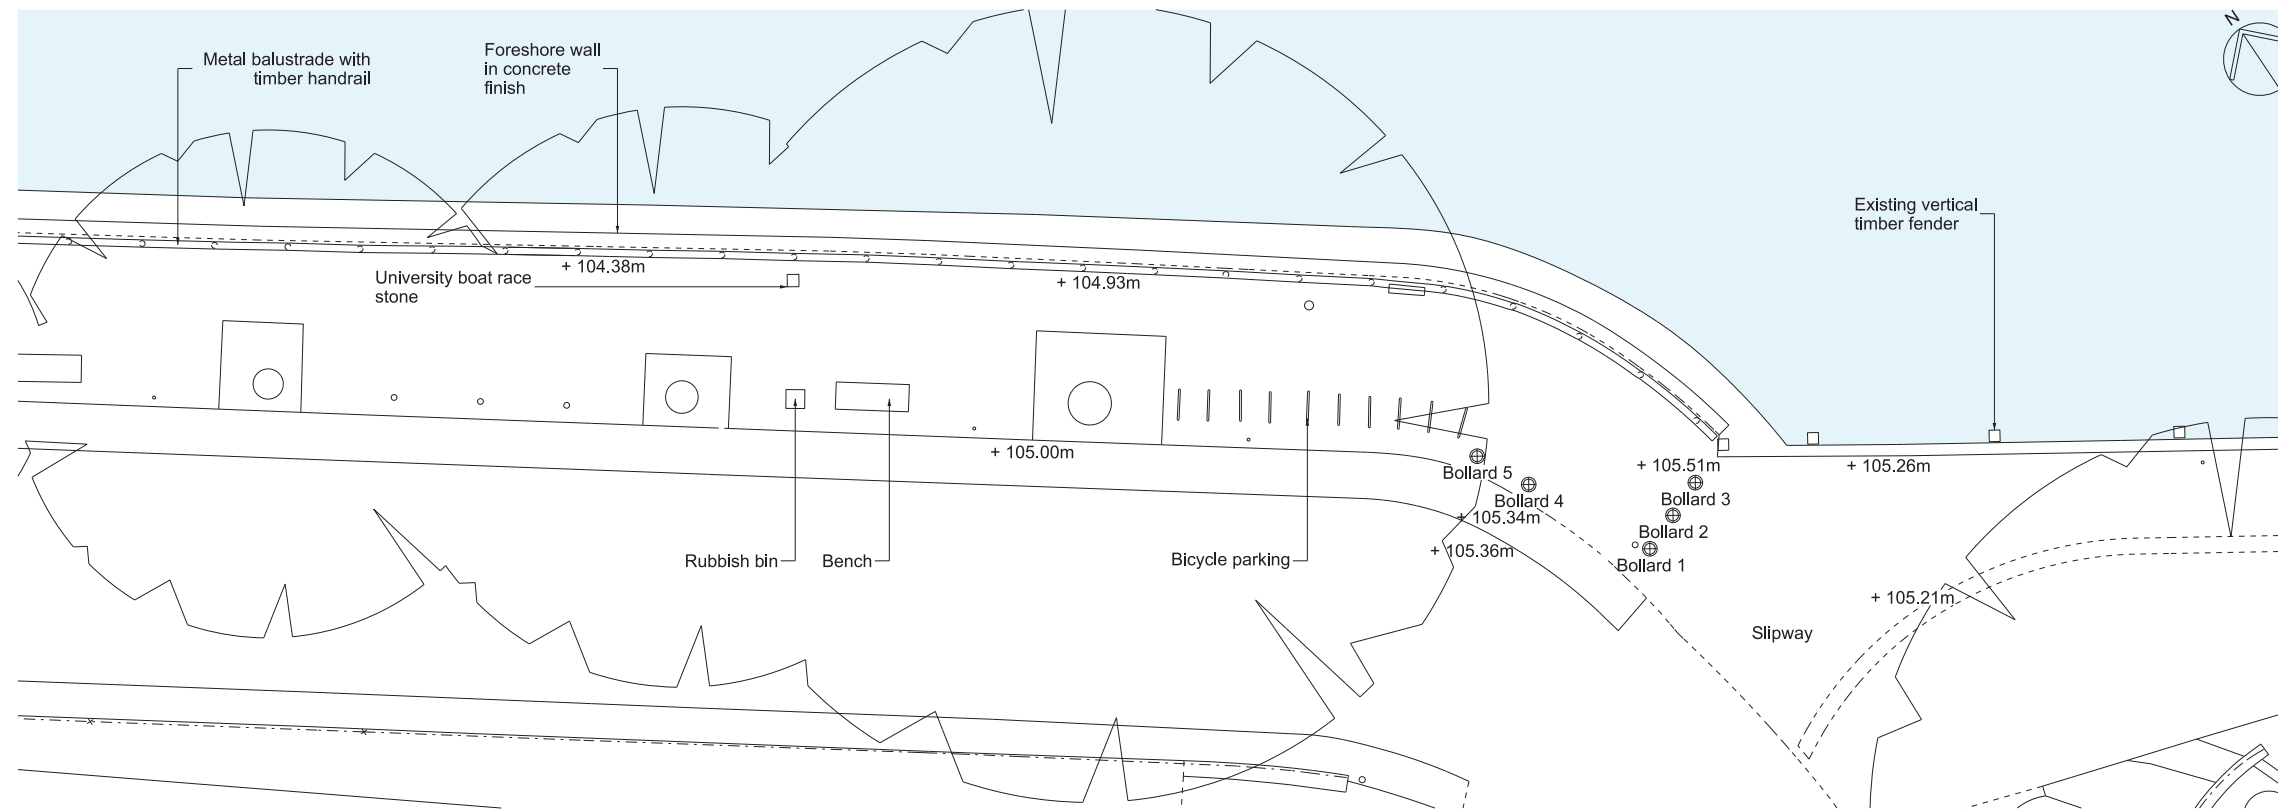 N
Metal balustrade with
timber handrail
Foreshore wall
in concrete
finish
Existing vertical
timber fender
+ 104.38m
University boat race
stone
+ 104.93m
+ 105.00m
Bollard 5
Bollard 4
+ 105.34m
+ 105.36m
+ 105.51m
Bollard 3
Bollard 2
Bollard 1
+ 105.26m
Rubbish bin
Bench
Bicycle parking
+ 105.21m
Slipway